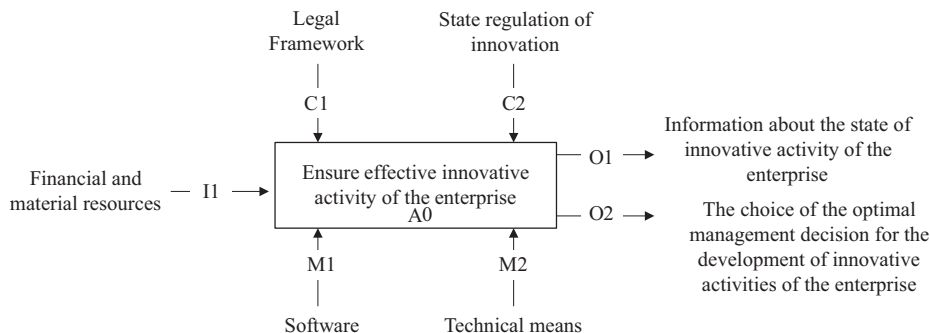 Legal
Framework
State regulation of
innovation
C1
C2
Information about the state of
innovative activity of the
enterprise
O1
Financial and
material resources
I1
Ensure effective innovative
activity of the enterprise
A0
O2
The choice of the optimal
management decision for the
development of innovative
activities of the enterprise
M1
M2
Software
Technical means